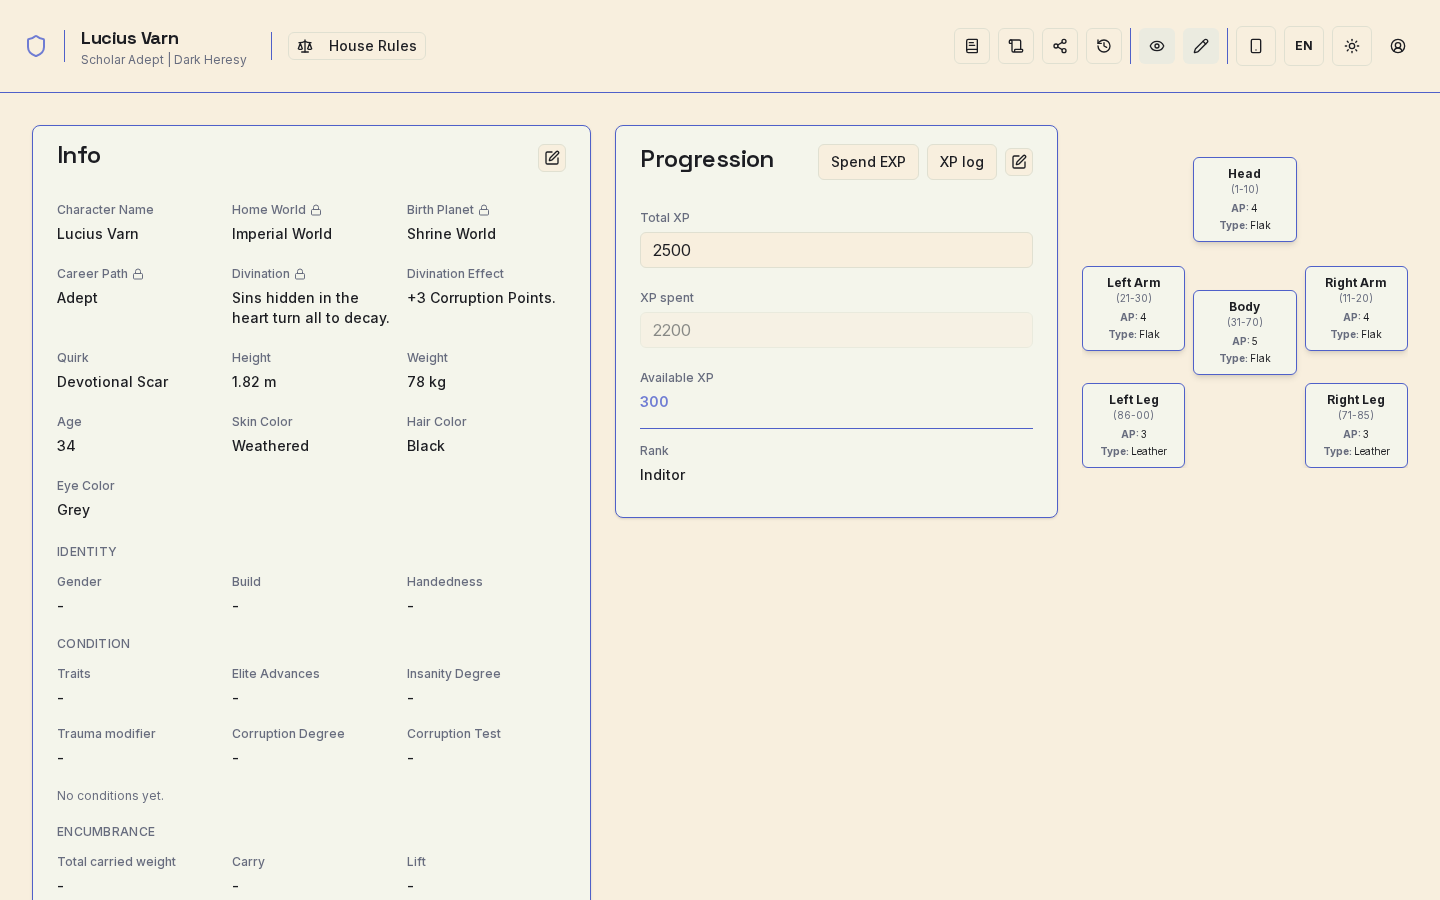 Lucius Varn
Scholar Adept | Dark Heresy
House Rules
EN
Info
Character Name
Lucius Varn
Home World
Imperial World
Birth Planet
Shrine World
Career Path
Adept
Divination
Sins hidden in the
heart turn all to decay.
Divination Effect
+3 Corruption Points.
Quirk
Devotional Scar
Height
1.82 m
Weight
78 kg
Age
34
Skin Color
Weathered
Hair Color
Black
Eye Color
Grey
IDENTITY
Gender
-
Build
-
Handedness
-
CONDITION
Traits
-
Elite Advances
-
Insanity Degree
-
Trauma modifier
-
Corruption Degree
-
Corruption Test
-
No conditions yet.
ENCUMBRANCE
Total carried weight
-
Carry
-
Lift
-
Progression
Spend EXP
XP log
Total XP
2500
XP spent
2200
Available XP
300
Rank
Inditor
Head
(1-10)
AP: 4
Type: Flak
Left Arm
(21-30)
AP: 4
Type: Flak
Body
(31-70)
AP: 5
Type: Flak
Right Arm
(11-20)
AP: 4
Type: Flak
Left Leg
(86-00)
AP: 3
Type: Leather
Right Leg
(71-85)
AP: 3
Type: Leather